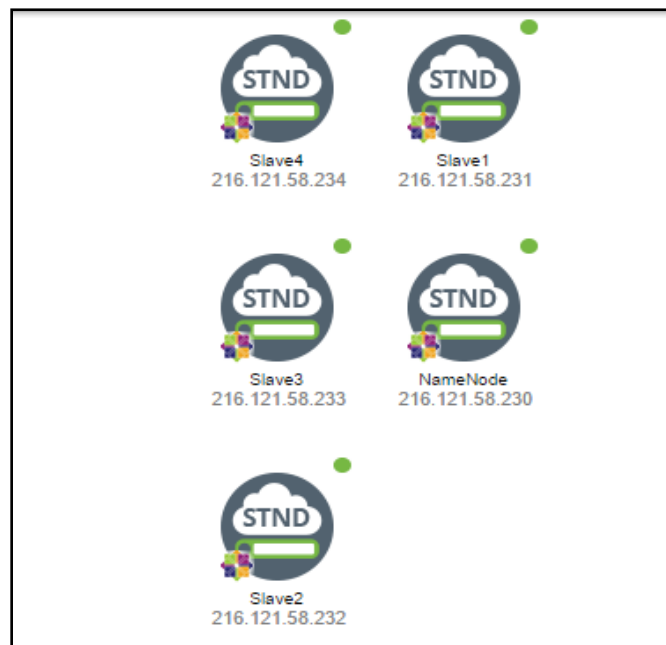 STND
Slave4
216.121.58.234
STND
Slave1
216.121.58.231
STND
Slave3
216.121.58.233
STND
NameNode
216.121.58.230
STND
Slave2
216.121.58.232